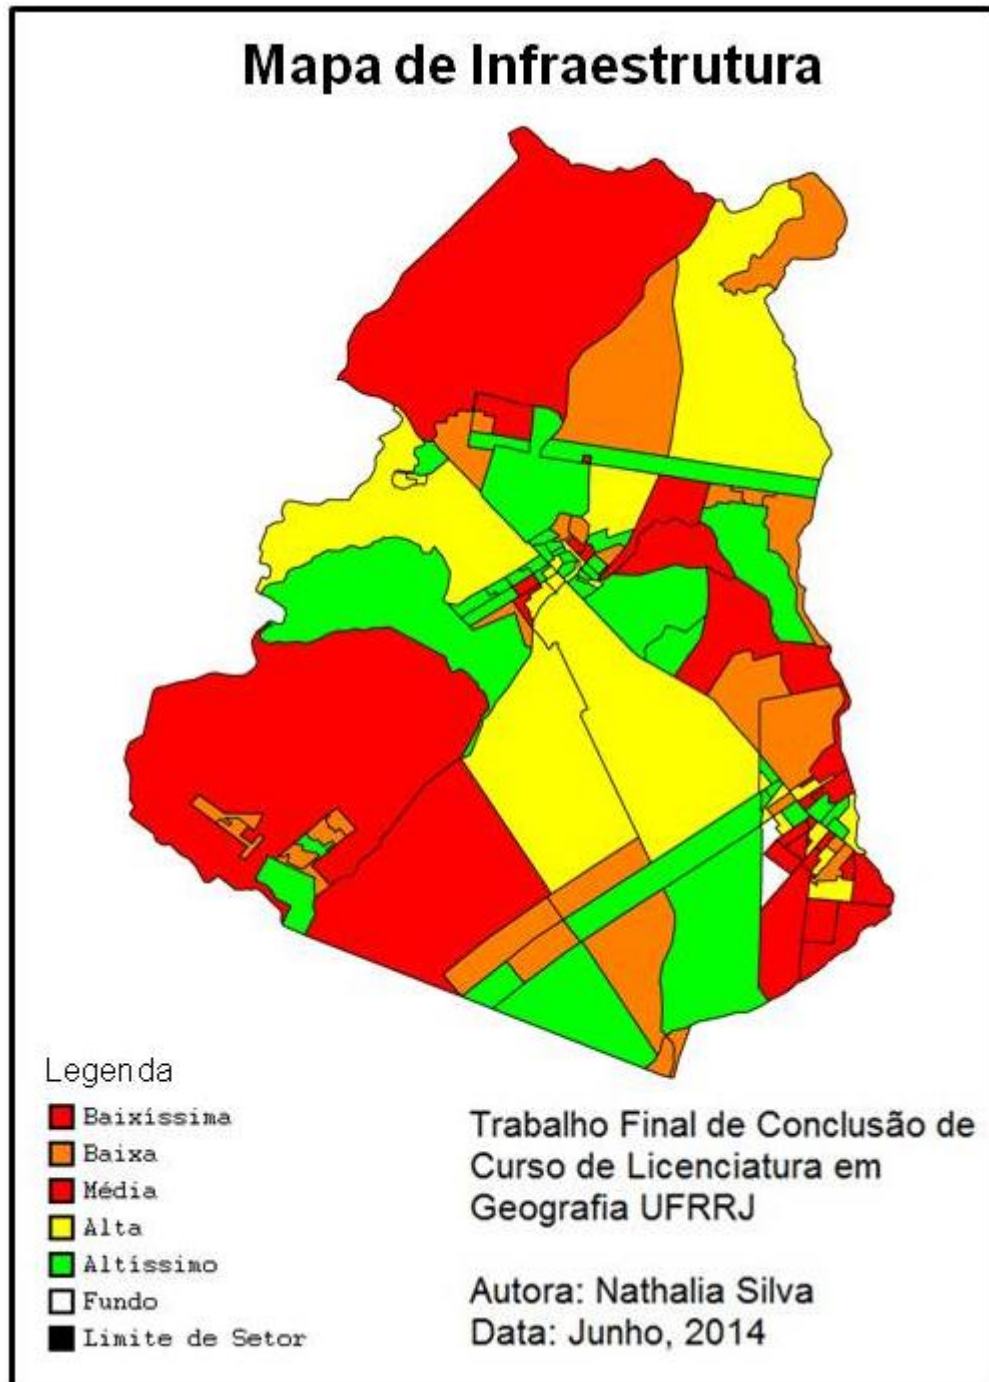 Mapa de Infraestrutura
Legenda
Baixíssima
Baixa
Média
Alta
Altíssimo
Fundo
Limite de Setor
Trabalho Final de Conclusão de
Curso de Licenciatura em
Geografia UFRRJ
Autora: Nathalia Silva
Data: Junho, 2014